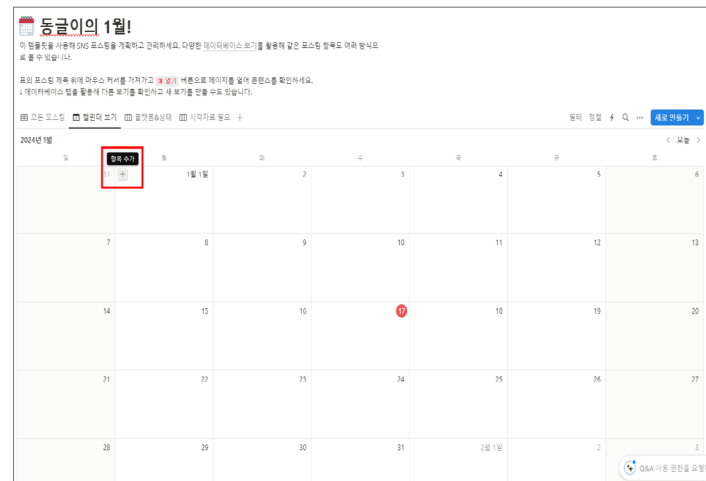 동글이의 1월!
이 템플릿을 사용해 SNS 포스팅을 계획하고 관리하세요. 다양한 데이터베이스 보기를 활용해 같은 포스팅 항목도 여러 방식으
로 볼 수 있습니다.
표의 포스팅 제목 위에 마우스 커서를 가져가고 열기 버튼으로 페이지를 열어 콘텐츠를 확인하세요.
↓ 데이터베이스 탭을 활용해 다른 보기를 확인하고 새 보기를 만들 수도 있습니다.
모든 포스팅 캘린더 보기 플랫폼&상태 시각자료 필요 +
필터 정렬 새로 만들기
2024년 1월
< 오늘 >
일 월 화 수 목 금 토
항목 추가
31 + 1월 1일 2 3 4 5 6
7 8 9 10 11 12 13
14 15 16 17 18 19 20
21 22 23 24 25 26 27
28 29 30 31 2월 1일 2 3
Q&A 사용 권한을 요청